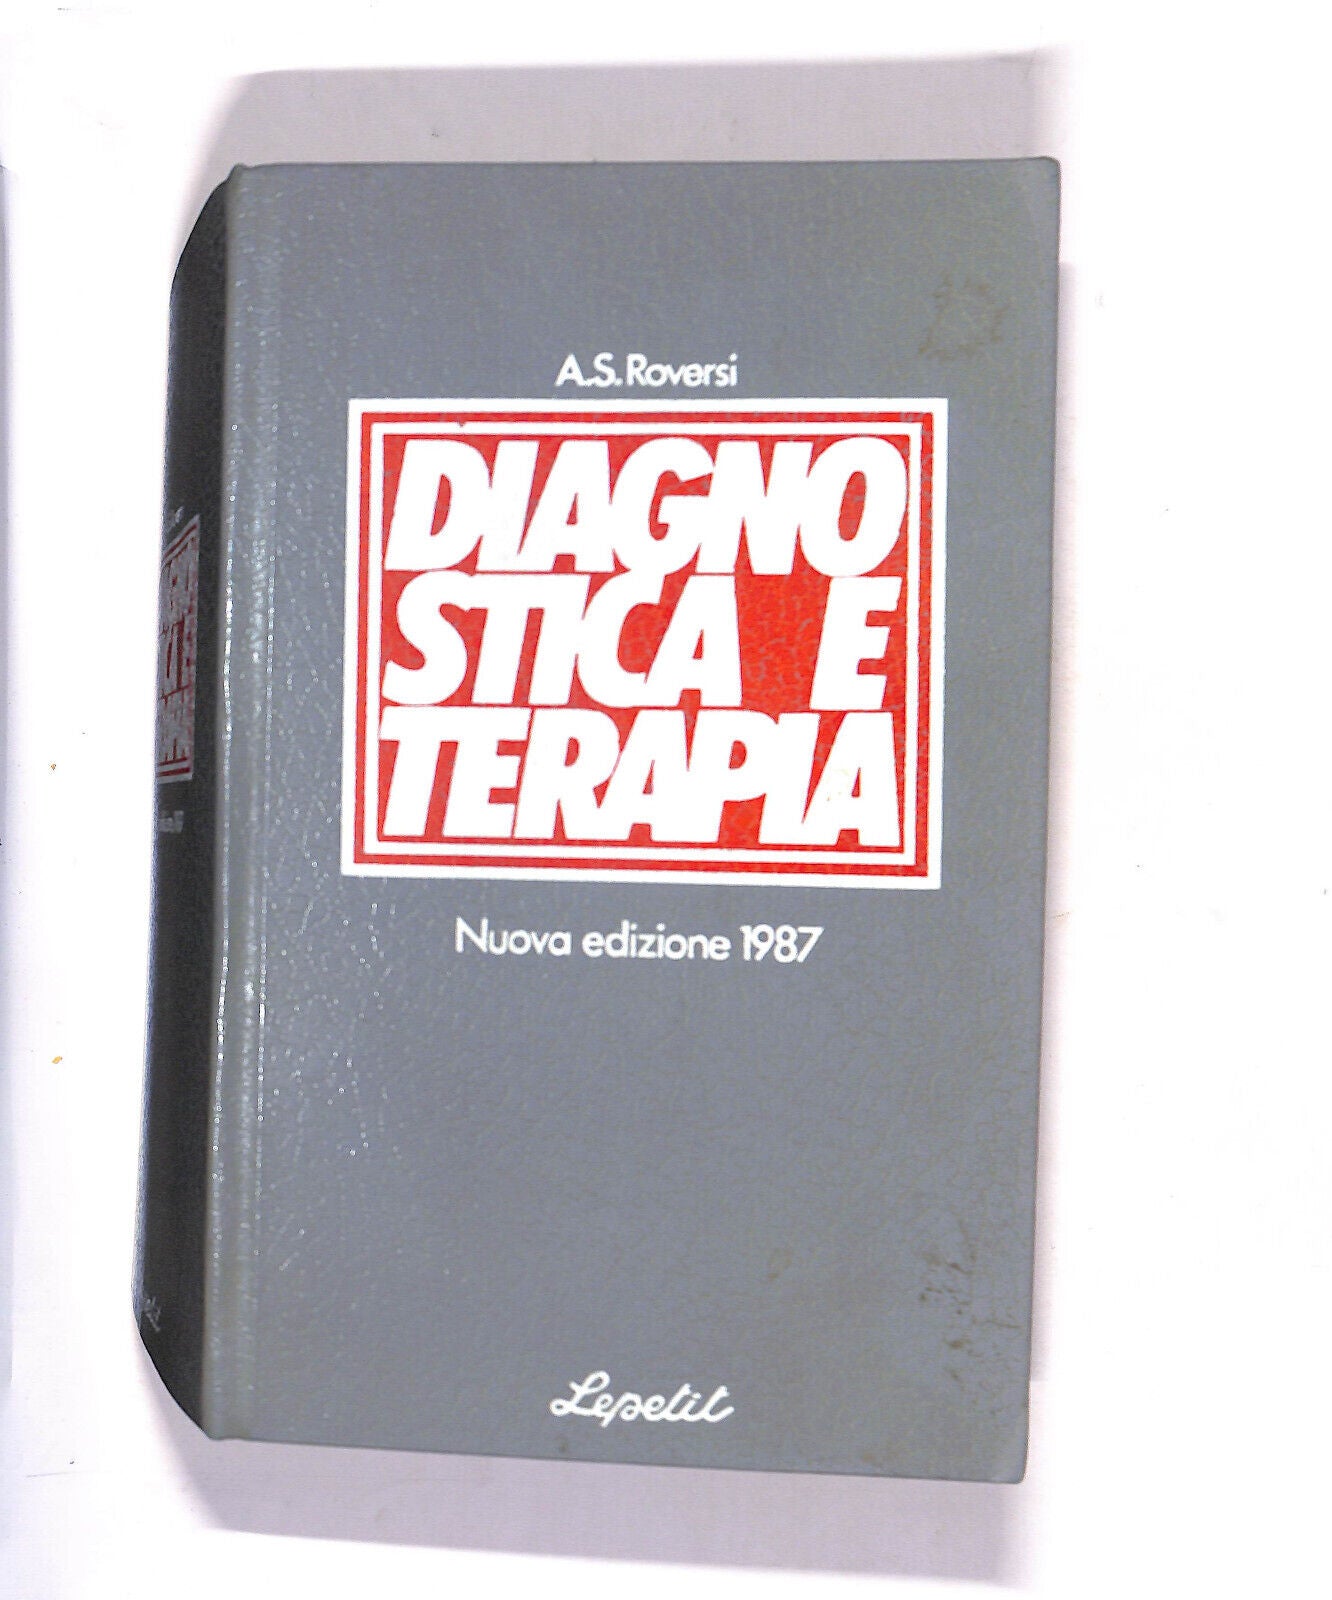 A.S. Roversi
DIAGNO
STICA E
TERAPIA
Nuova edizione 1987
Lepetit